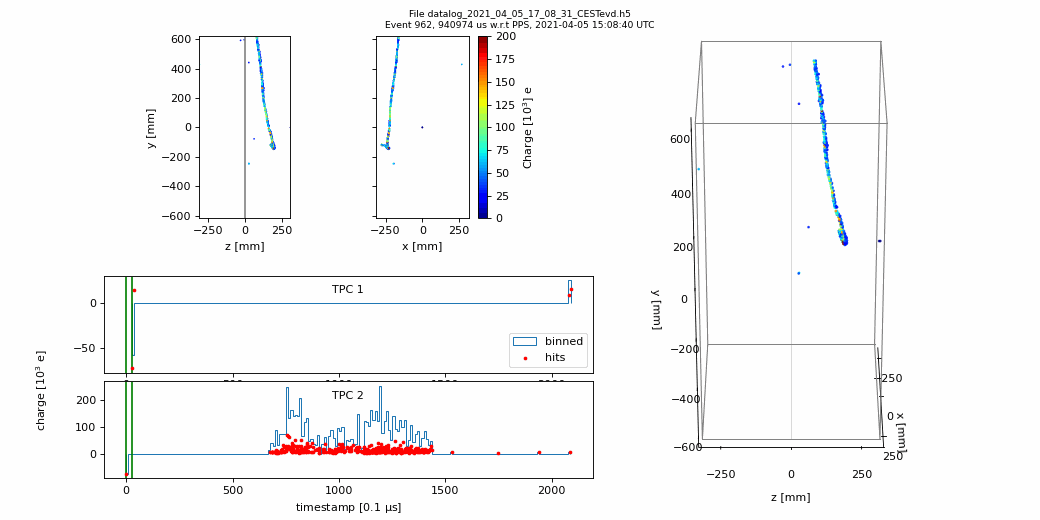 File datalog_2021_04_05_17_08_31_CESTevd.h5
Event 962, 940974 us w.r.t PPS, 2021-04-05 15:08:40 UTC
600
400
200
0
−200
−400
−600
y [mm]
−250 0 250
z [mm]
−250 0 250
x [mm]
200
175
150
125
100
75
50
25
0
Charge [10³] e
TPC 1
0
−50
binned
hits
TPC 2
200
100
0
charge [10³ e]
0 500 1000 1500 2000
timestamp [0.1 µs]
600
400
200
0
−200
−400
−600
y [mm]
−250 0 250
z [mm]
−250
0
250
x [mm]